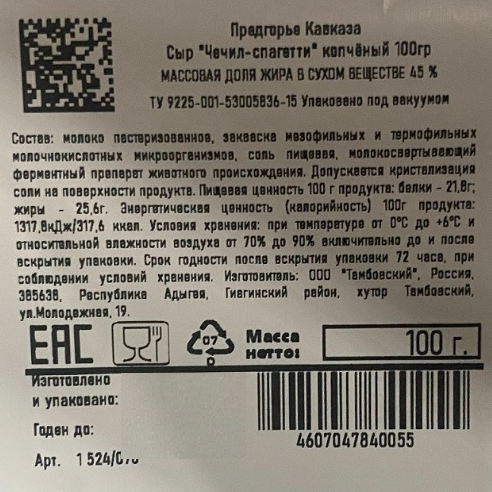 Предгорье Кавказа
Сыр "Чечил-спагетти" копчёный 100гр
МАССОВАЯ ДОЛЯ ЖИРА В СУХОМ ВЕЩЕСТВЕ 45 %
ТУ 9225-001-53005836-15 Упаковано под вакуумом
Состав: молоко пастеризованное, закваска мезофильных и термофильных
молочнокислотных микроорганизмов, соль пищевая, молокосвертывающий
ферментный препарат животного происхождения. Допускается кристализация
соли на поверхности продукта. Пищевая ценность 100 г продукта: белки - 21,8г;
жиры - 25,6г. Энергетическая ценность (калорийность) 100г продукта:
1317,8кДж/317,6 ккал. Условия хранения: при температуре от 0°С до +6°С и
относительной влажности воздуха от 70% до 90% включительно до и после
вскрытия упаковки. Срок годности после вскрытия упаковки 72 часа, при
соблюдении условий хранения. Изготовитель: ООО "Тамбовский", Россия,
385638, Республика Адыгея, Гиагинский район, хутор Тамбовский,
ул.Молодежная, 19.
ЕАС
07
Масса
нетто:
100 г.
Изготовлено
и упаковано:
Годен до:
Арт. 1524/
4607047840055